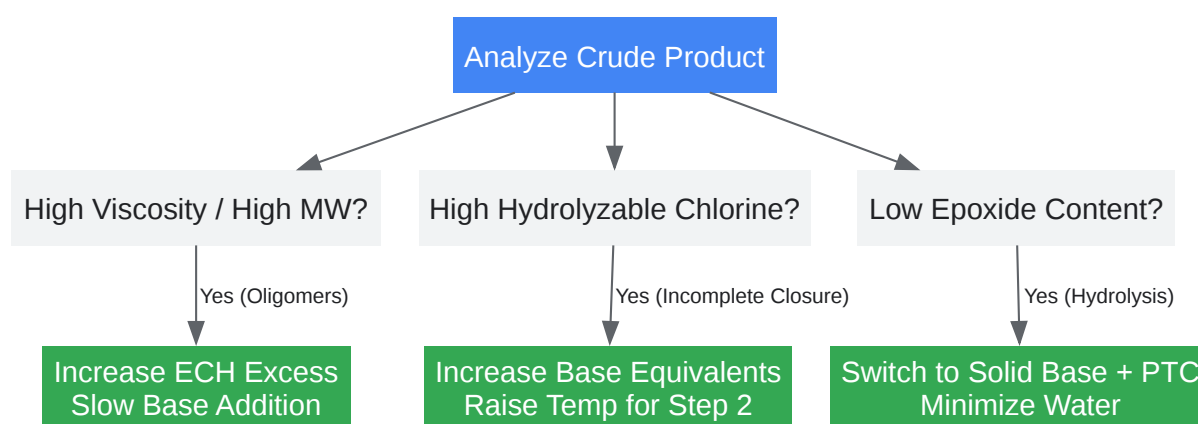 Analyze Crude Product
High Viscosity / High MW?
High Hydrolyzable Chlorine?
Low Epoxide Content?
Yes (Oligomers)
Yes (Incomplete Closure)
Yes (Hydrolysis)
Increase ECH Excess
Slow Base Addition
Increase Base Equivalents
Raise Temp for Step 2
Switch to Solid Base + PTC
Minimize Water